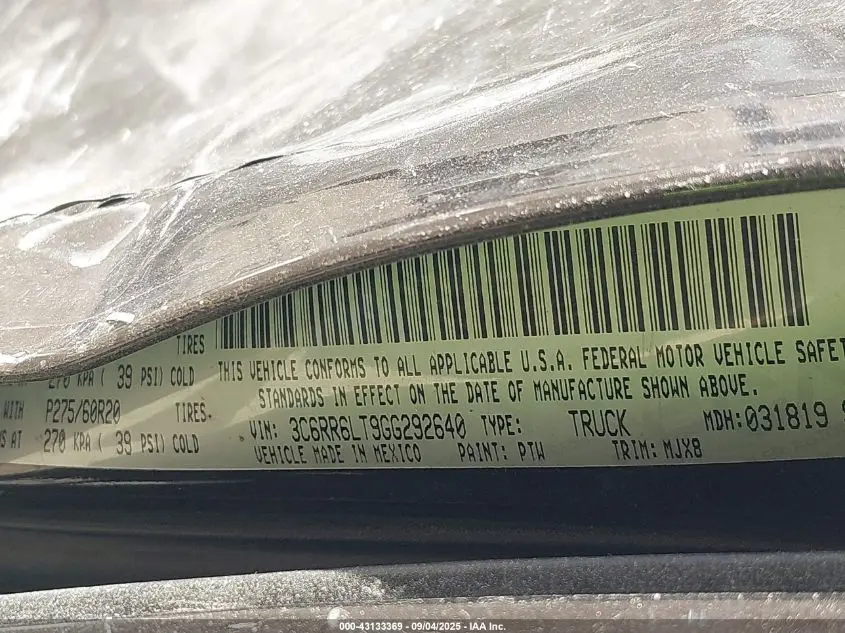 TIRES
270 KPA ( 39 PSI) COLD
WITH P275/60R20 TIRES
AT 270 KPA ( 39 PSI) COLD
THIS VEHICLE CONFORMS TO ALL APPLICABLE U.S.A. FEDERAL MOTOR VEHICLE SAFET
STANDARDS IN EFFECT ON THE DATE OF MANUFACTURE SHOWN ABOVE.
VIN: 3C6RR6LT9GG292640 TYPE: TRUCK MDH:031819
VEHICLE MADE IN MEXICO PAINT: PTW TRIM: MJX8
000-43133369 - 09/04/2025 - IAA Inc.